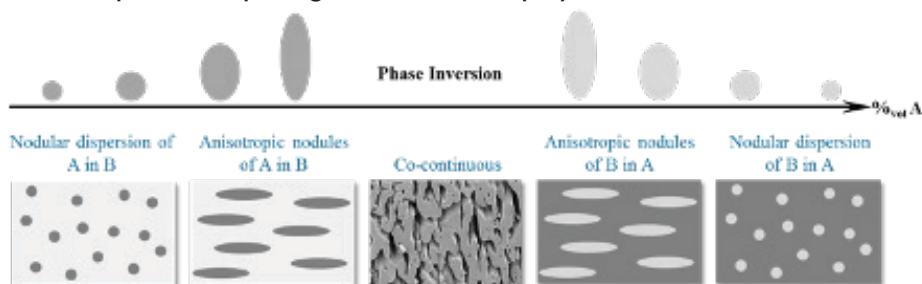 Phase Inversion
%vol A
Nodular dispersion of
A in B
Anisotropic nodules
of A in B
Co-continuous
Anisotropic nodules
of B in A
Nodular dispersion
of B in A